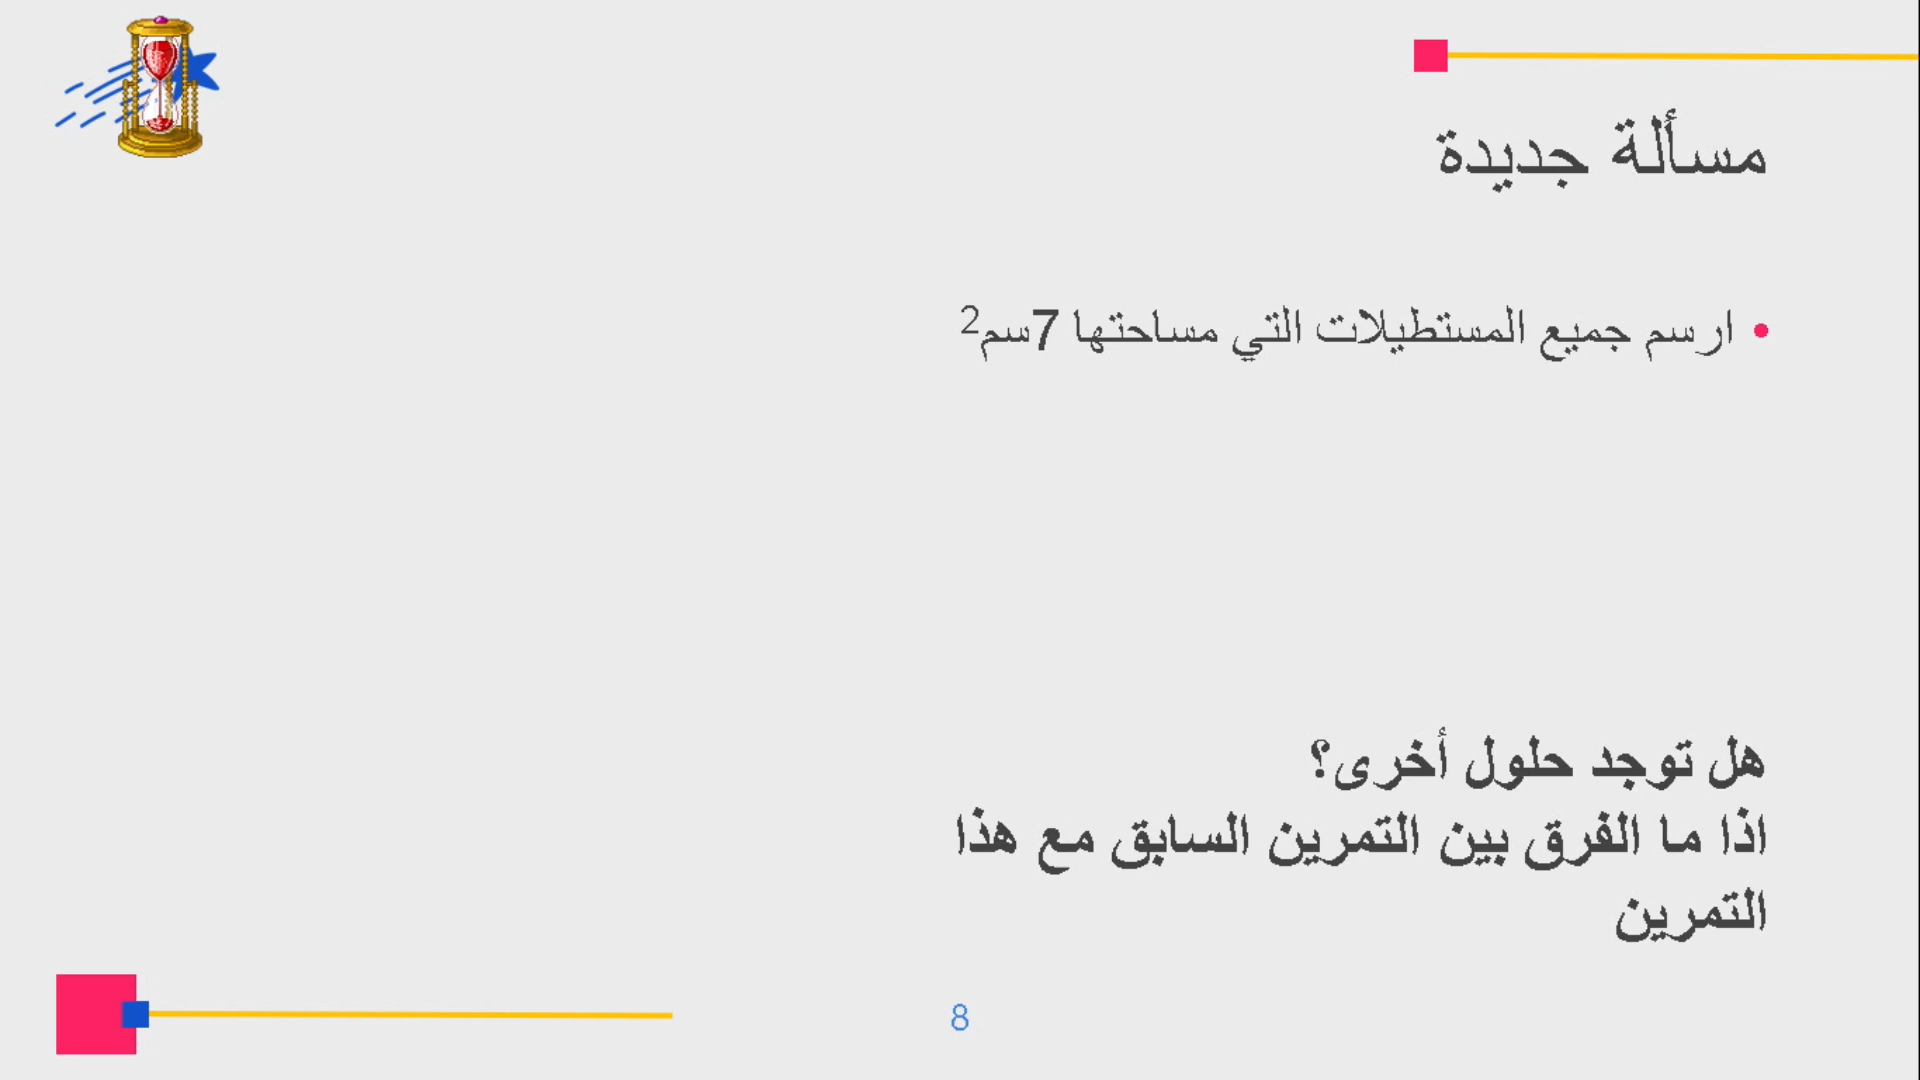 مسألة جديدة
• ارسم جميع المستطيلات التي مساحتها 7سم²
هل توجد حلول أخرى؟
اذا ما الفرق بين التمرين السابق مع هذا
التمرين
8